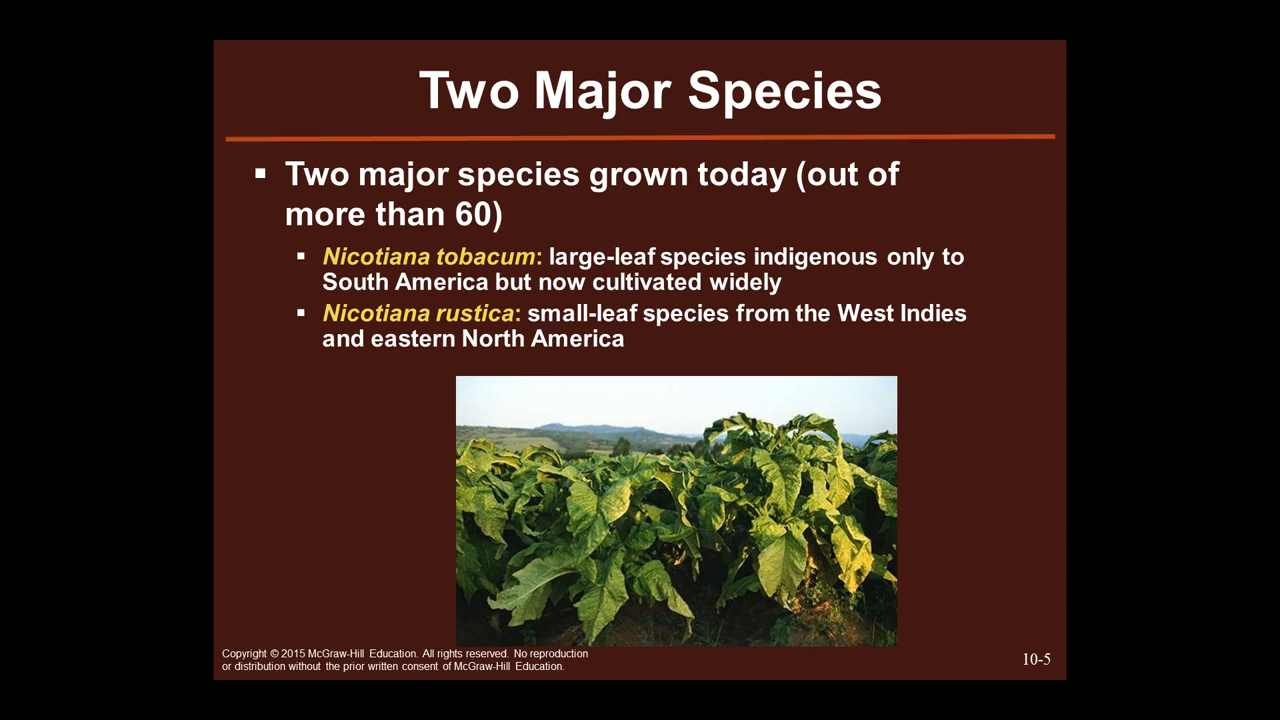 Two Major Species
▪ Two major species grown today (out of
more than 60)
▪ Nicotiana tobacum: large-leaf species indigenous only to
South America but now cultivated widely
▪ Nicotiana rustica: small-leaf species from the West Indies
and eastern North America
Copyright © 2015 McGraw-Hill Education. All rights reserved. No reproduction
or distribution without the prior written consent of McGraw-Hill Education.
10-5